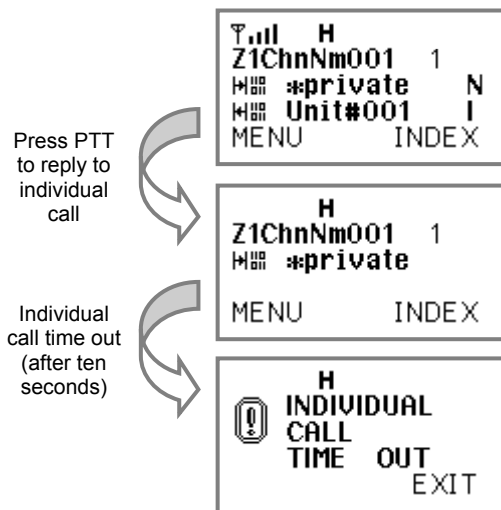 H
Z1ChnNm001 1
*private N
Unit#001 I
MENU INDEX
Press PTT
to reply to
individual
call
H
Z1ChnNm001 1
*private
MENU INDEX
Individual
call time out
(after ten
seconds)
H
INDIVIDUAL
CALL
TIME OUT
EXIT